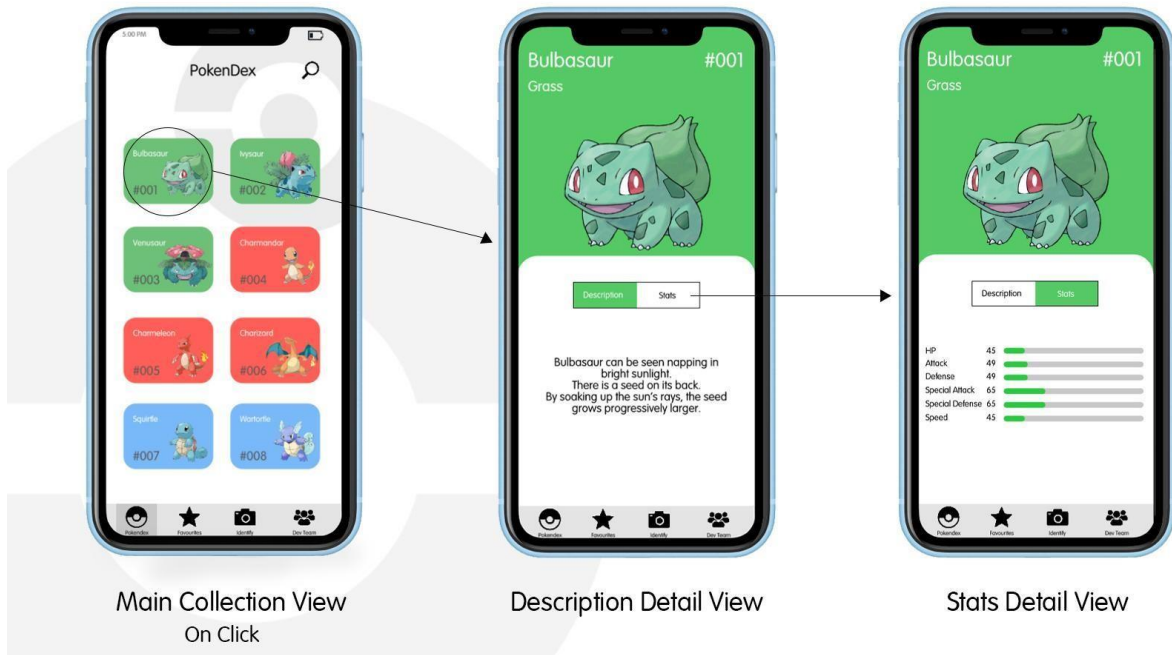 5:00 PM
PokenDex
Bulbasaur
#001
Ivysaur
#002
Venusaur
#003
Charmandar
#004
Charmeleon
#005
Charizard
#006
Squirtle
#007
Wartortle
#008
Pokendex
Favourites
Identify
Dev Team
Main Collection View
On Click
Bulbasaur #001
Grass
Description Stats
Bulbasaur can be seen napping in
bright sunlight.
There is a seed on its back.
By soaking up the sun's rays, the seed
grows progressively larger.
Pokendex
Favourites
Identify
Dev Team
Description Detail View
Bulbasaur #001
Grass
Description Stats
HP 45
Attack 49
Defense 49
Special Attack 65
Special Defense 65
Speed 45
Pokendex
Favourites
Identify
Dev Team
Stats Detail View